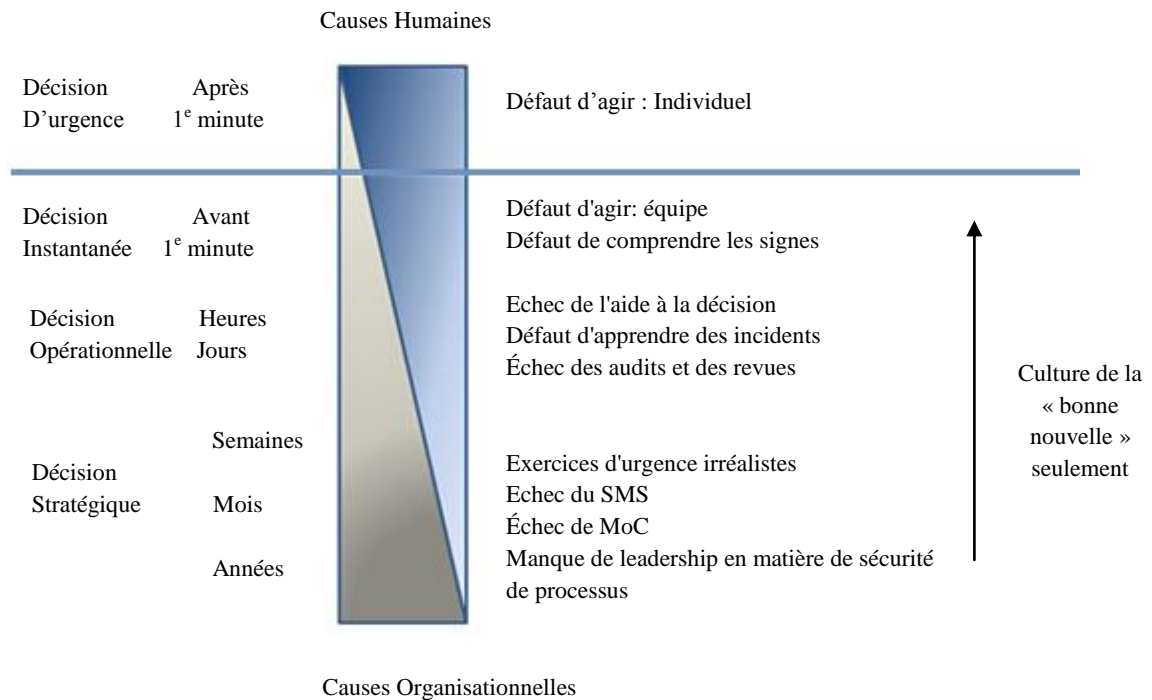 Causes Humaines
Décision Après
D’urgence 1e minute
Défaut d’agir : Individuel
Décision Avant
Instantanée 1e minute
Défaut d'agir: équipe
Défaut de comprendre les signes
Décision Heures
Opérationnelle Jours
Echec de l'aide à la décision
Défaut d'apprendre des incidents
Échec des audits et des revues
Semaines
Décision
Stratégique Mois
Années
Exercices d'urgence irréalistes
Echec du SMS
Échec de MoC
Manque de leadership en matière de sécurité
de processus
Culture de la
« bonne
nouvelle »
seulement
Causes Organisationnelles